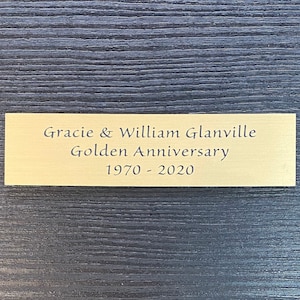 Gracie & William Glanville
Golden Anniversary
1970 - 2020